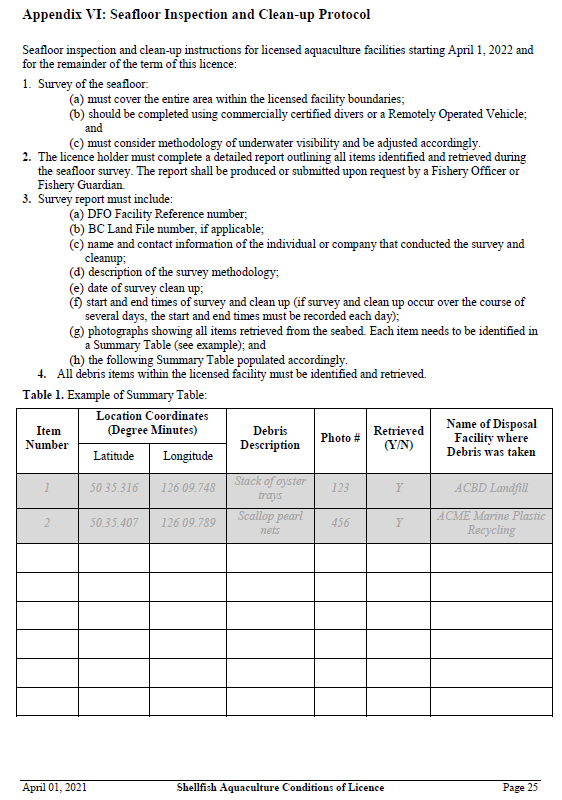 Appendix VI: Seafloor Inspection and Clean-up Protocol
Seafloor inspection and clean-up instructions for licensed aquaculture facilities starting April 1, 2022 and
for the remainder of the term of this licence:
1. Survey of the seafloor:
(a) must cover the entire area within the licensed facility boundaries;
(b) should be completed using commercially certified divers or a Remotely Operated Vehicle;
and
(c) must consider methodology of underwater visibility and be adjusted accordingly.
2. The licence holder must complete a detailed report outlining all items identified and retrieved during
the seafloor survey. The report shall be produced or submitted upon request by a Fishery Officer or
Fishery Guardian.
3. Survey report must include:
(a) DFO Facility Reference number;
(b) BC Land File number, if applicable;
(c) name and contact information of the individual or company that conducted the survey and
cleanup;
(d) description of the survey methodology;
(e) date of survey clean up;
(f) start and end times of survey and clean up (if survey and clean up occur over the course of
several days, the start and end times must be recorded each day);
(g) photographs showing all items retrieved from the seabed. Each item needs to be identified in
a Summary Table (see example); and
(h) the following Summary Table populated accordingly.
4. All debris items within the licensed facility must be identified and retrieved.
Table 1. Example of Summary Table:
Item
Number
Location Coordinates
(Degree Minutes)
Latitude
Longitude
Debris
Description
Photo #
Retrieved
(Y/N)
Name of Disposal
Facility where
Debris was taken
1
50 35.316
126 09.748
Stack of oyster
trays
123
Y
ACBD Landfill
2
50.35.407
126 09.789
Scallop pearl
nets
456
Y
ACME Marine Plastic
Recycling
April 01, 2021
Shellfish Aquaculture Conditions of Licence
Page 25